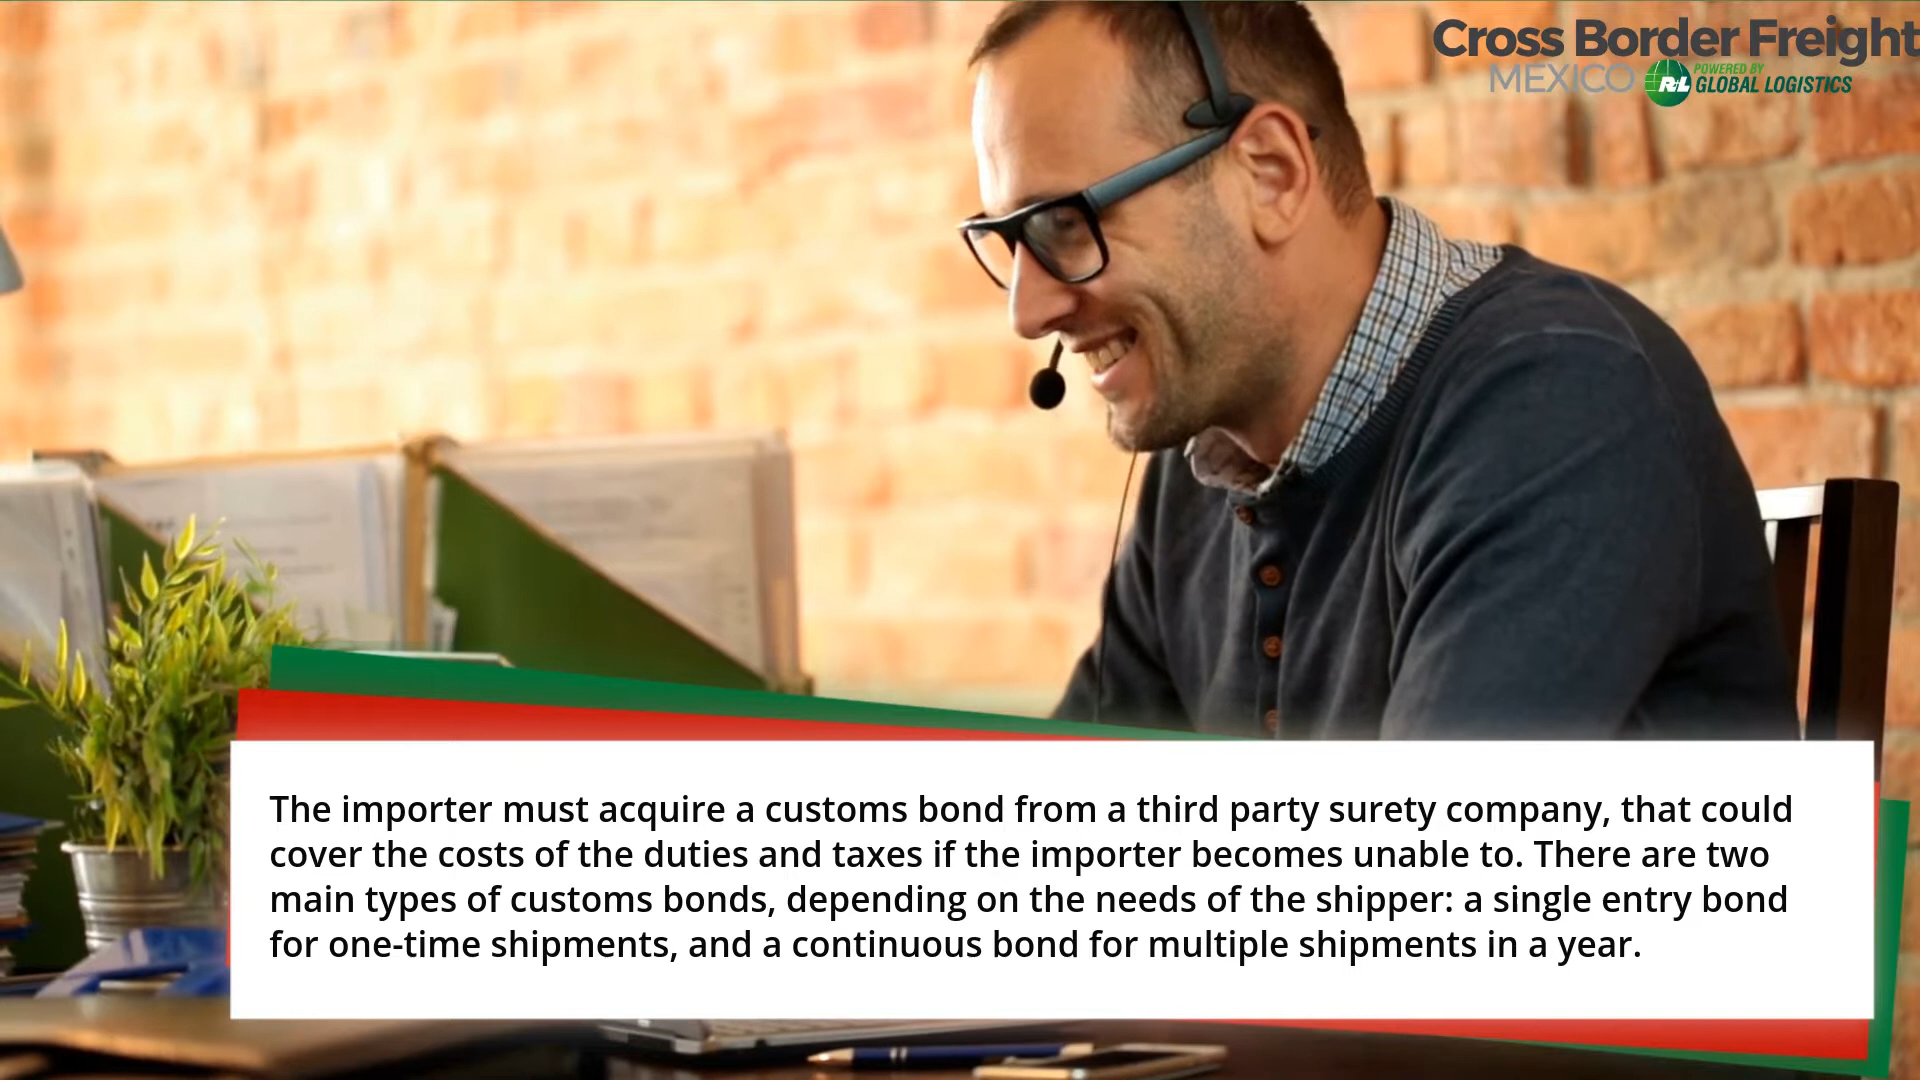 Cross Border Freight
MEXICO R+L POWERED BY
GLOBAL LOGISTICS
The importer must acquire a customs bond from a third party surety company, that could
cover the costs of the duties and taxes if the importer becomes unable to. There are two
main types of customs bonds, depending on the needs of the shipper: a single entry bond
for one-time shipments, and a continuous bond for multiple shipments in a year.